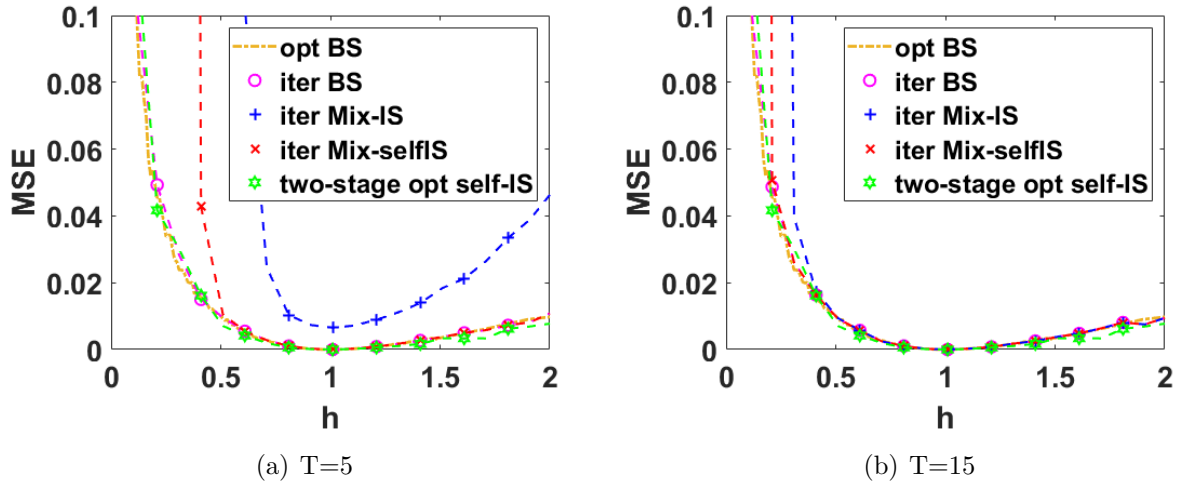 0.1
0.08
0.06
0.04
0.02
0
MSE
opt BS
iter BS
iter Mix-IS
iter Mix-selfIS
two-stage opt self-IS
0 0.5 1 1.5 2
h
(a) T=5
0.1
0.08
0.06
0.04
0.02
0
MSE
opt BS
iter BS
iter Mix-IS
iter Mix-selfIS
two-stage opt self-IS
0 0.5 1 1.5 2
h
(b) T=15